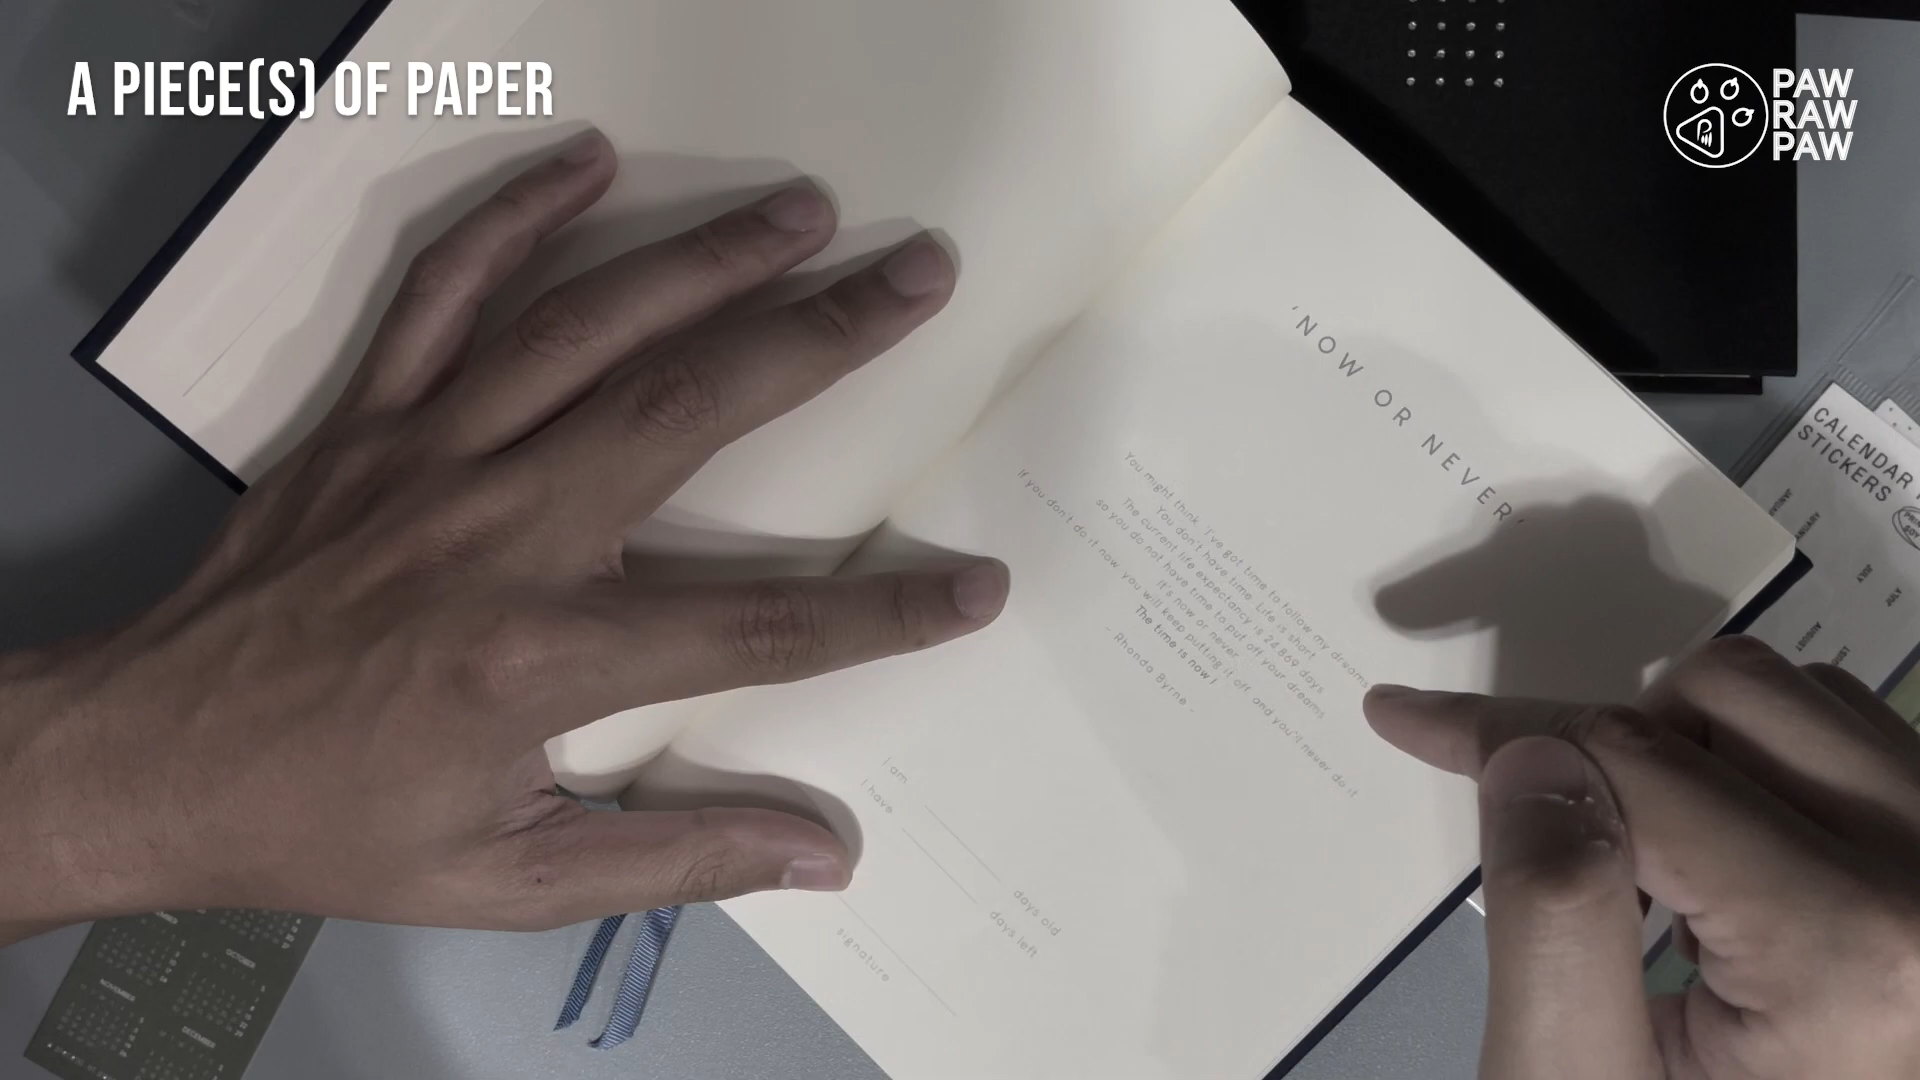 A PIECE(S) OF PAPER
PAW
RAW
PAW
'NOW OR NEVER'
You might think 'I've got time to follow my dreams
You don't have time. Life is short
The current life expectancy is 24,869 days
so you do not have time to put off your dreams
It's now or never.
If you don't do it now you will keep putting it off and you'll never do it
The time is now!
- Rhonda Byrne -
I am
days old
I have
days left
signature
CALENDAR
STICKERS
JULY
JULY
AUGUST
OCTOBER
NOVEMBER
DECEMBER